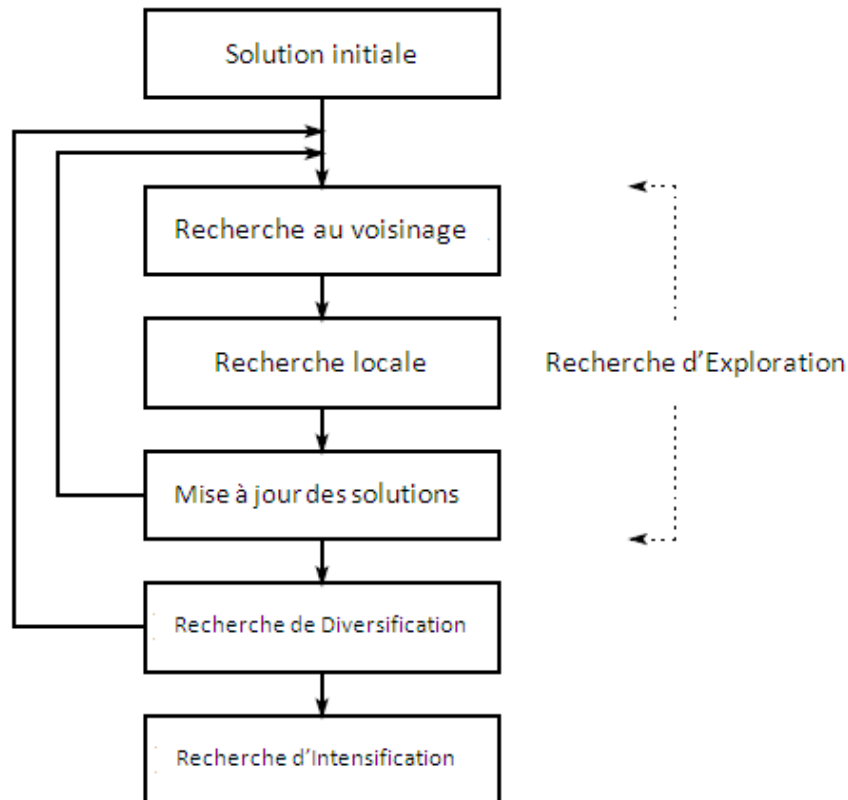 Solution initiale
Recherche au voisinage
Recherche locale
Recherche d'Exploration
Mise à jour des solutions
Recherche de Diversification
Recherche d'Intensification